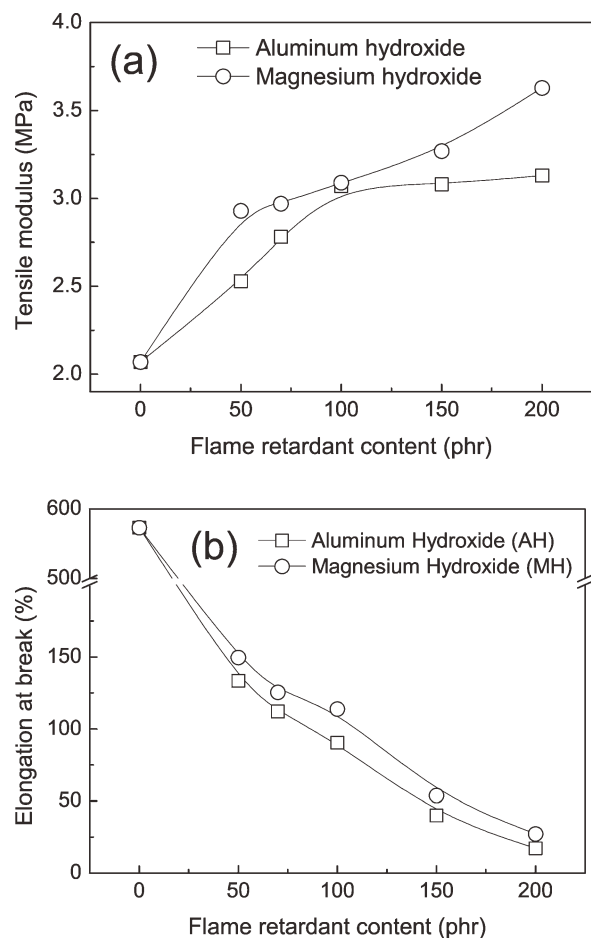 4.0
(a)
Aluminum hydroxide
Magnesium hydroxide
3.5
3.0
2.5
2.0
Tensile modulus (MPa)
0 50 100 150 200
Flame retardant content (phr)
600
(b)
Aluminum Hydroxide (AH)
Magnesium Hydroxide (MH)
500
150
100
50
0
Elongation at break (%)
0 50 100 150 200
Flame retardant content (phr)